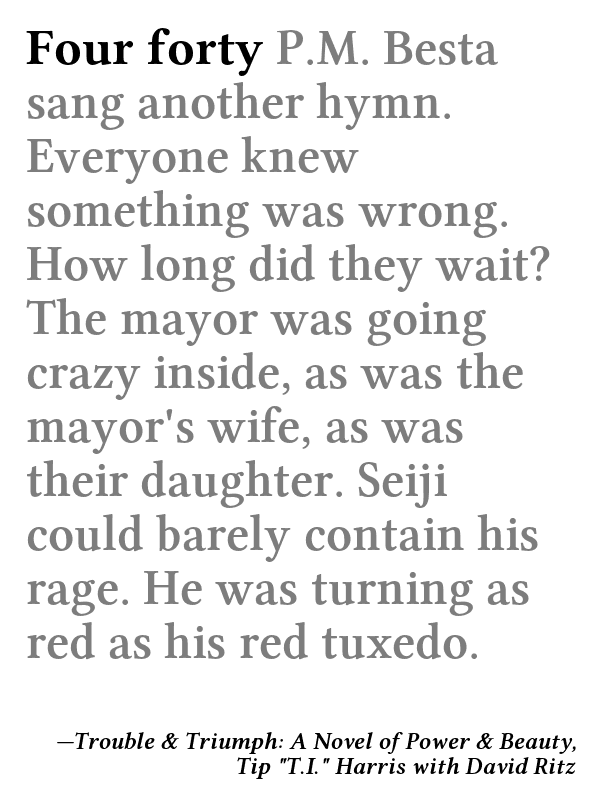 Four forty P.M. Besta
sang another hymn.
Everyone knew
something was wrong.
How long did they wait?
The mayor was going
crazy inside, as was the
mayor's wife, as was
their daughter. Seiji
could barely contain his
rage. He was turning as
red as his red tuxedo.
—Trouble & Triumph: A Novel of Power & Beauty,
Tip "T.I." Harris with David Ritz